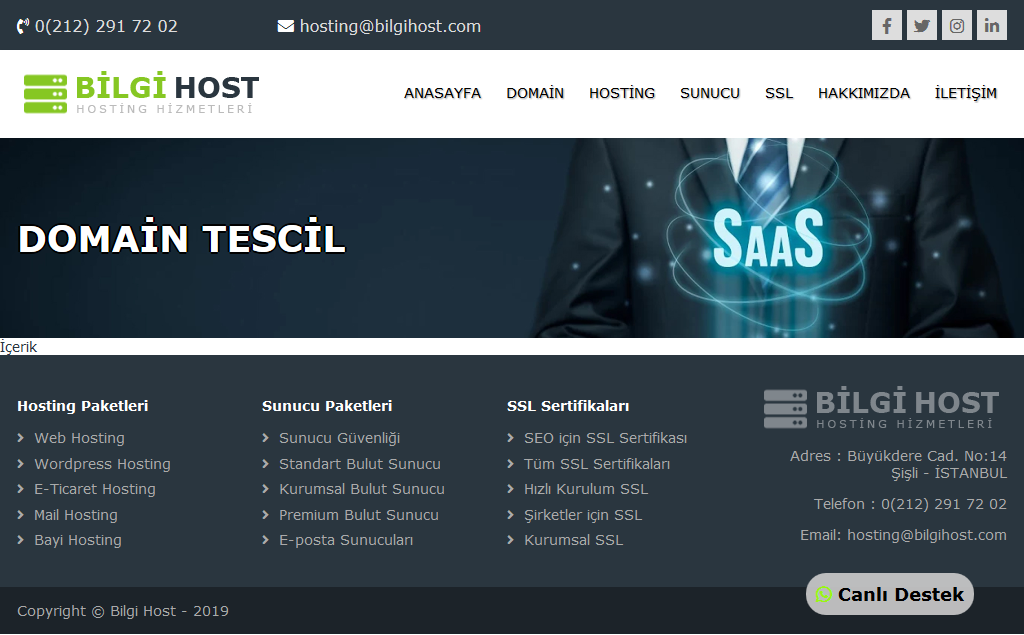 0(212) 291 72 02
hosting@bilgihost.com
BİLGİ HOST
HOSTİNG HİZMETLERİ
ANASAYFA DOMAİN HOSTİNG SUNUCU SSL HAKKIMIZDA İLETİŞİM
DOMAİN TESCİL
SAAS
İçerik
Hosting Paketleri
Web Hosting
Wordpress Hosting
E-Ticaret Hosting
Mail Hosting
Bayi Hosting
Sunucu Paketleri
Sunucu Güvenliği
Standart Bulut Sunucu
Kurumsal Bulut Sunucu
Premium Bulut Sunucu
E-posta Sunucuları
SSL Sertifikaları
SEO için SSL Sertifikası
Tüm SSL Sertifikaları
Hızlı Kurulum SSL
Şirketler için SSL
Kurumsal SSL
BİLGİ HOST
HOSTİNG HİZMETLERİ
Adres : Büyükdere Cad. No:14
Şişli - İSTANBUL
Telefon : 0(212) 291 72 02
Email: hosting@bilgihost.com
Canlı Destek
Copyright © Bilgi Host - 2019